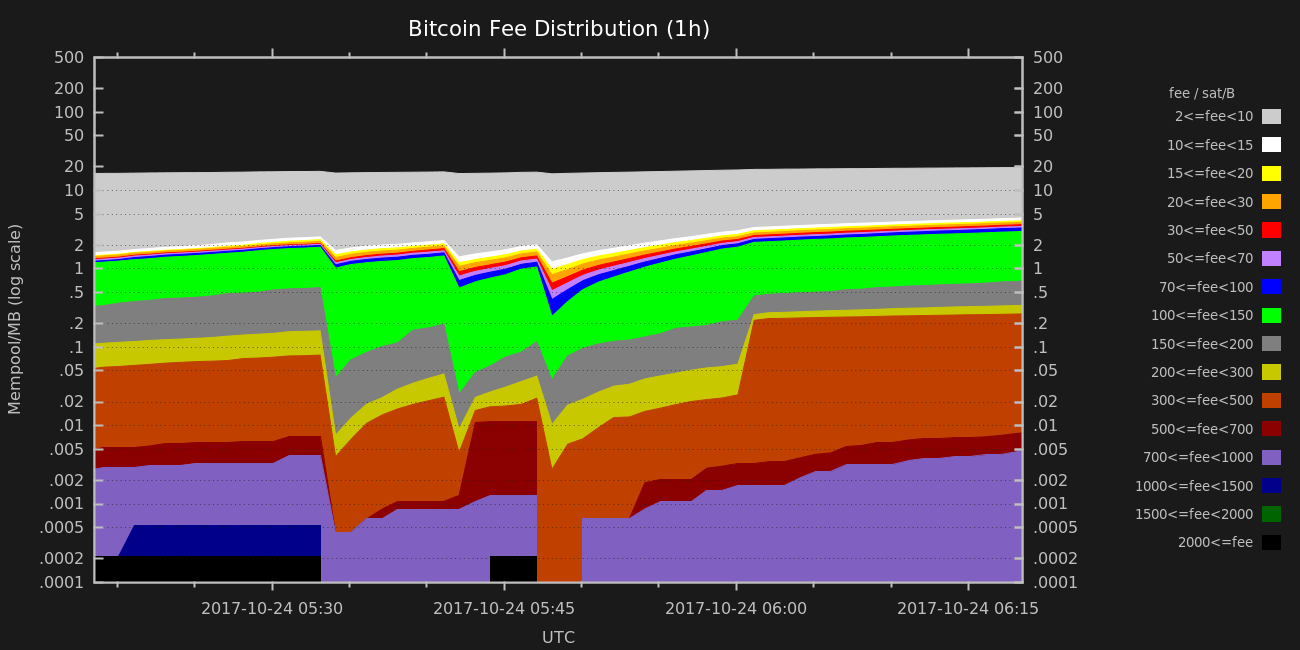 Bitcoin Fee Distribution (1h)
500
200
100
50
20
10
5
2
1
.5
.2
.1
.05
.02
.01
.005
.002
.001
.0005
.0002
.0001
Mempool/MB (log scale)
500
200
100
50
20
10
5
2
1
.5
.2
.1
.05
.02
.01
.005
.002
.001
.0005
.0002
.0001
2017-10-24 05:30
2017-10-24 05:45
2017-10-24 06:00
2017-10-24 06:15
UTC
fee / sat/B
2<=fee<10
10<=fee<15
15<=fee<20
20<=fee<30
30<=fee<50
50<=fee<70
70<=fee<100
100<=fee<150
150<=fee<200
200<=fee<300
300<=fee<500
500<=fee<700
700<=fee<1000
1000<=fee<1500
1500<=fee<2000
2000<=fee